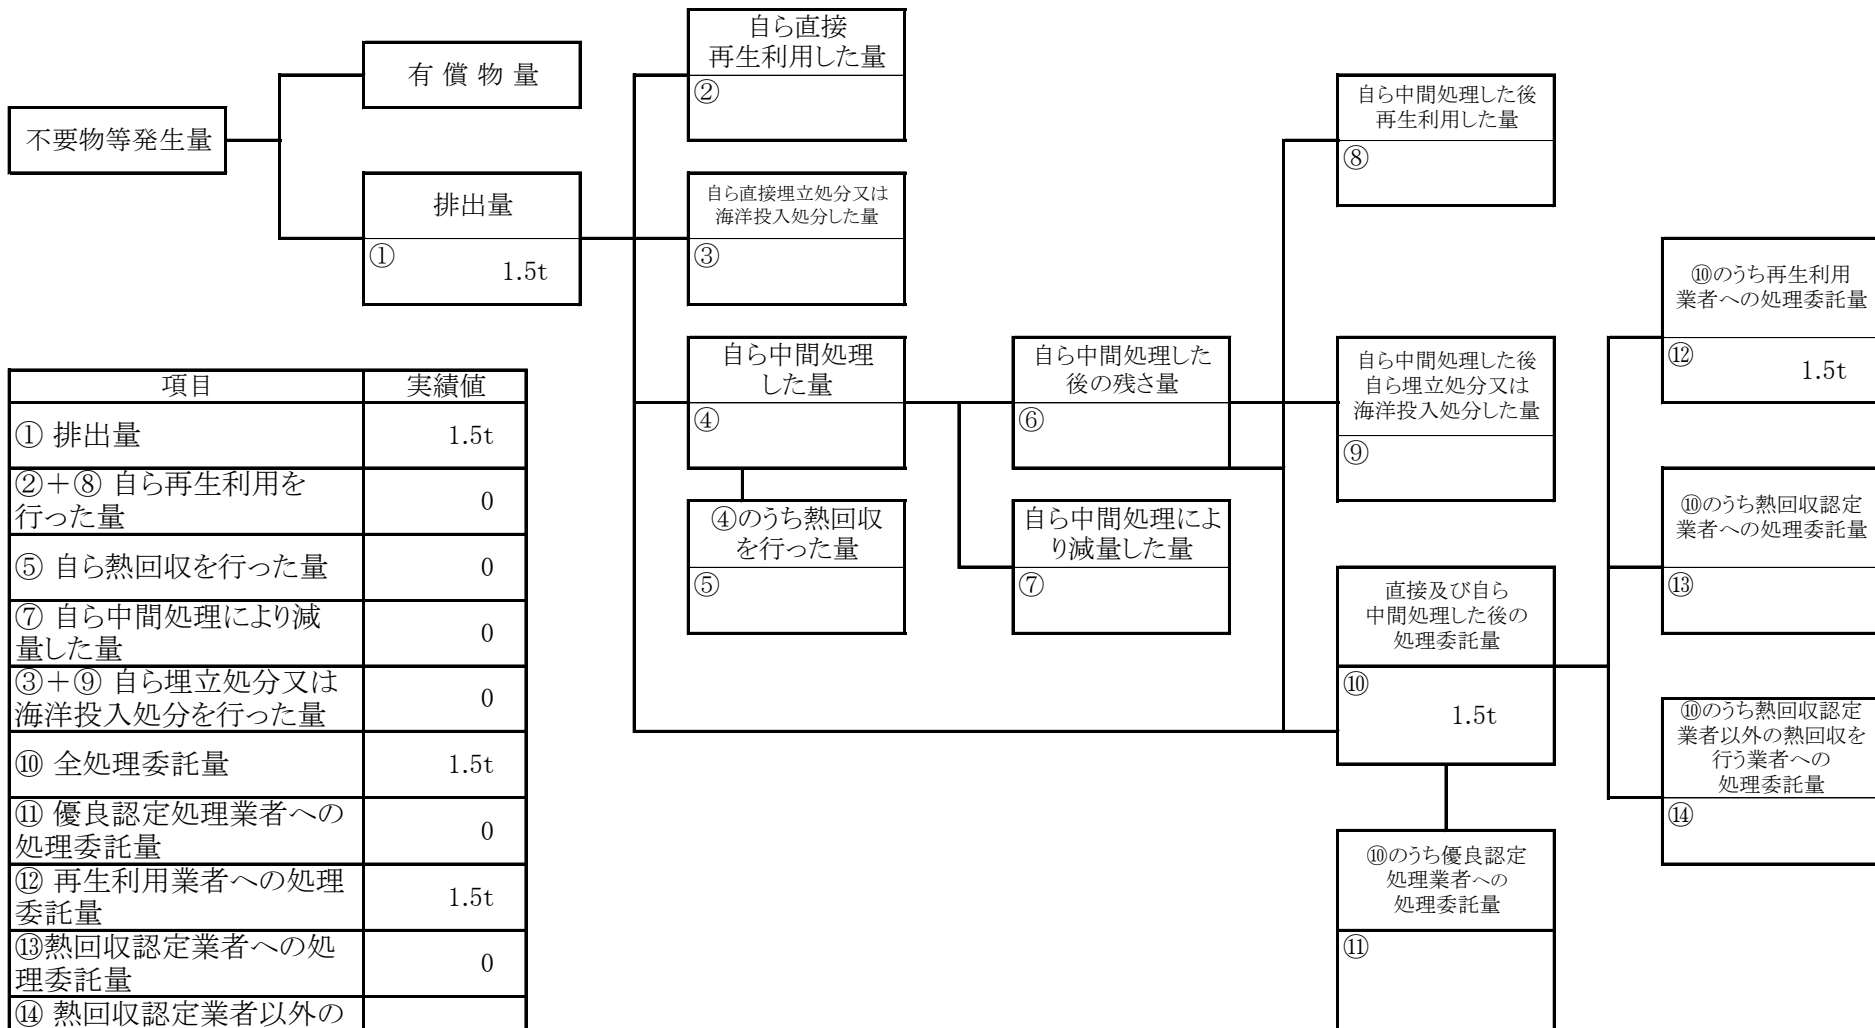 自ら直接
再生利用した量
②
有 償 物 量
不要物等発生量
排出量
①
1.5t
自ら直接埋立処分又は
海洋投入処分した量
③
自ら中間処理
した量
④
④のうち熱回収
を行った量
⑤
自ら中間処理した
後の残さ量
⑥
自ら中間処理によ
り減量した量
⑦
自ら中間処理した後
再生利用した量
⑧
自ら中間処理した後
自ら埋立処分又は
海洋投入処分した量
⑨
直接及び自ら
中間処理した後の
処理委託量
⑩
1.5t
⑩のうち優良認定
処理業者への
処理委託量
⑪
⑩のうち再生利用
業者への処理委託量
⑫
1.5t
⑩のうち熱回収認定
業者への処理委託量
⑬
⑩のうち熱回収認定
業者以外の熱回収を
行う業者への
処理委託量
⑭
項目 実績値
① 排出量 1.5t
②+⑧ 自ら再生利用を
行った量 0
⑤ 自ら熱回収を行った量 0
⑦ 自ら中間処理により減
量した量 0
③+⑨ 自ら埋立処分又は
海洋投入処分を行った量 0
⑩ 全処理委託量 1.5t
⑪ 優良認定処理業者への
処理委託量 0
⑫ 再生利用業者への処理
委託量 1.5t
⑬熱回収認定業者への処
理委託量 0
⑭ 熱回収認定業者以外の